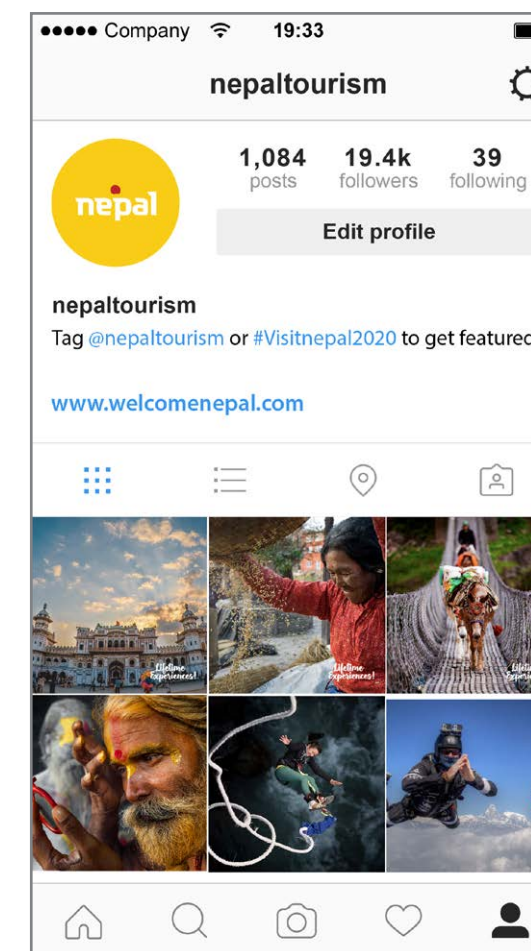 ●●●●● Company 19:33
nepaltourism
nepal
1,084 19.4k 39
posts followers following
Edit profile
nepaltourism
Tag @nepaltourism or #Visitnepal2020 to get featured
www.welcomenepal.com
Lifetime
Experiences!
Lifetime
Experiences!